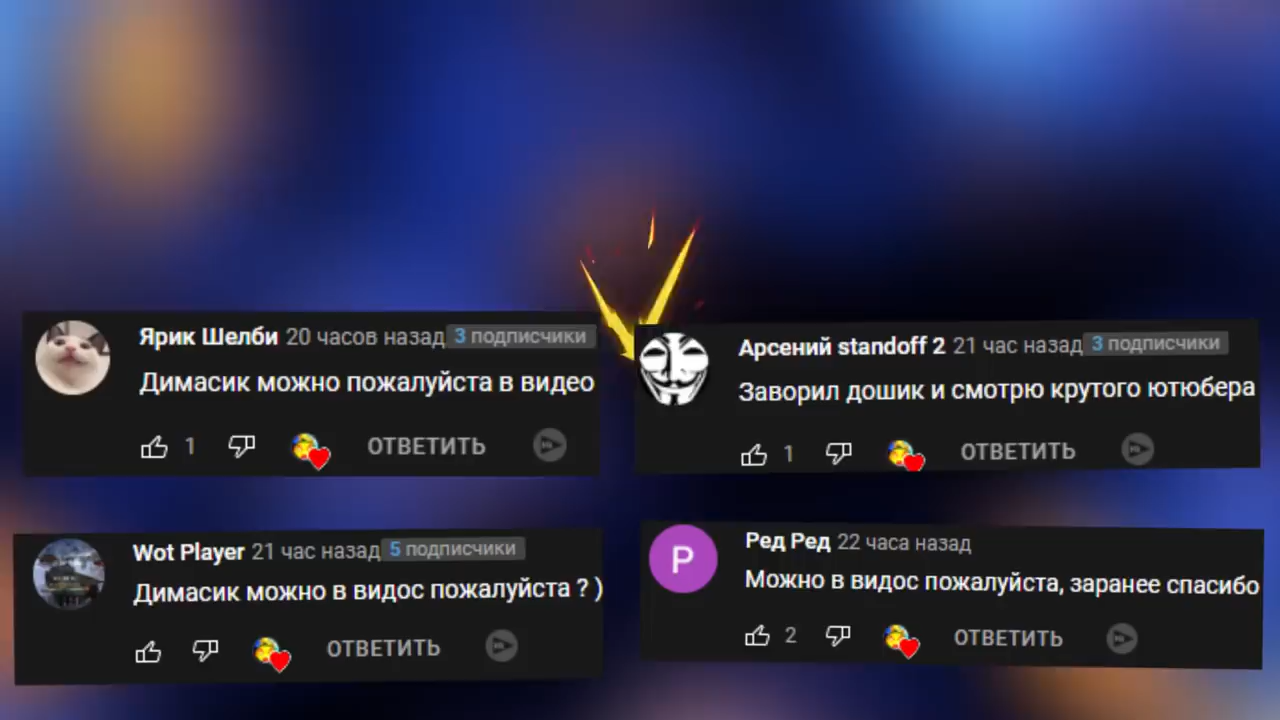 Ярик Шелби 20 часов назад 3 подписчики
Димасик можно пожалуйста в видео
1 ОТВЕТИТЬ
Арсений standoff 2 21 час назад 3 подписчики
Заворил дошик и смотрю крутого ютюбера
1 ОТВЕТИТЬ
Wot Player 21 час назад 5 подписчики
Димасик можно в видос пожалуйста ? )
ОТВЕТИТЬ
Р
Ред Ред 22 часа назад
Можно в видос пожалуйста, заранее спасибо
2 ОТВЕТИТЬ